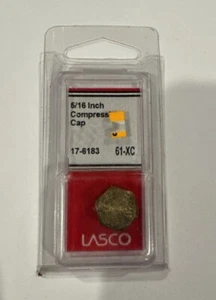 5/16 Inch
Compress
Cap
17-6183 61-XC
LASCO